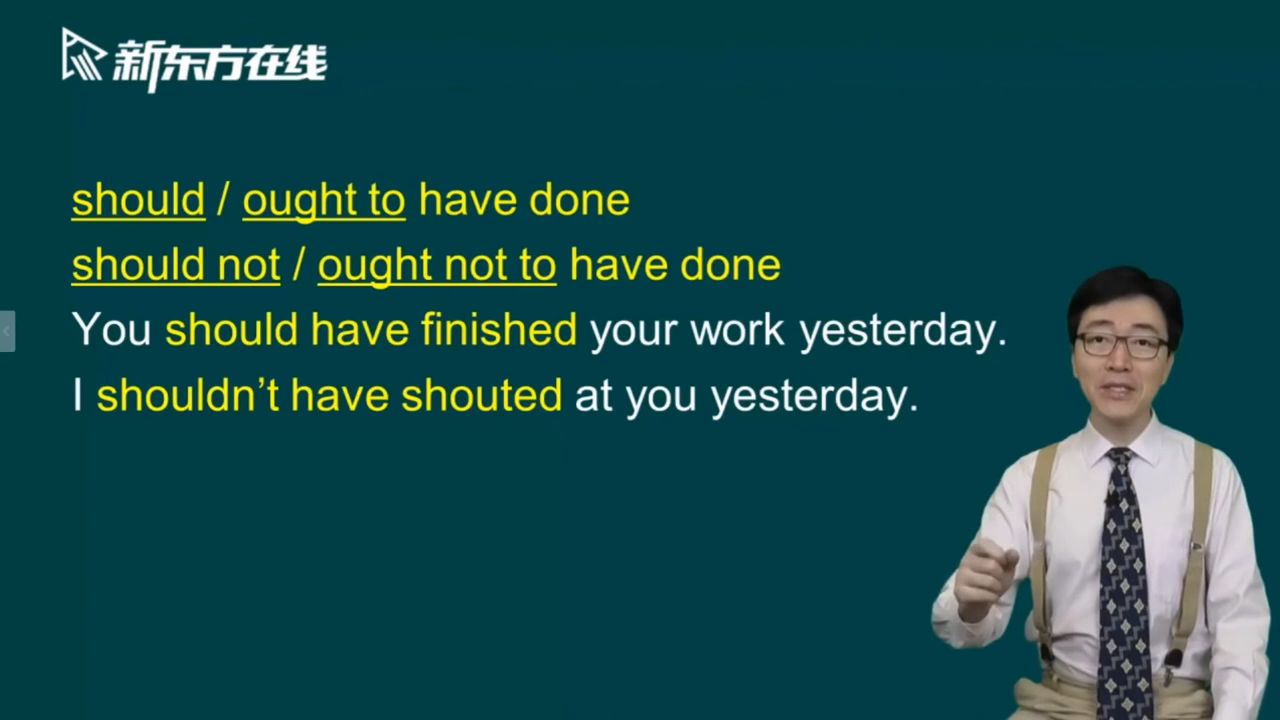 新东方在线
should / ought to have done
should not / ought not to have done
You should have finished your work yesterday.
I shouldn’t have shouted at you yesterday.